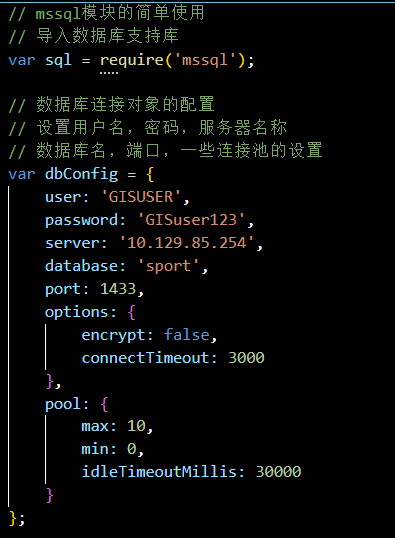 // mssql模块的简单使用
// 导入数据库支持库
var sql = require('mssql');
// 数据库连接对象的配置
// 设置用户名，密码，服务器名称
// 数据库名，端口，一些连接池的设置
var dbConfig = {
    user: 'GISUSER',
    password: 'GISuser123',
    server: '10.129.85.254',
    database: 'sport',
    port: 1433,
    options: {
        encrypt: false,
        connectTimeout: 3000
    },
    pool: {
        max: 10,
        min: 0,
        idleTimeoutMillis: 30000
    }
};